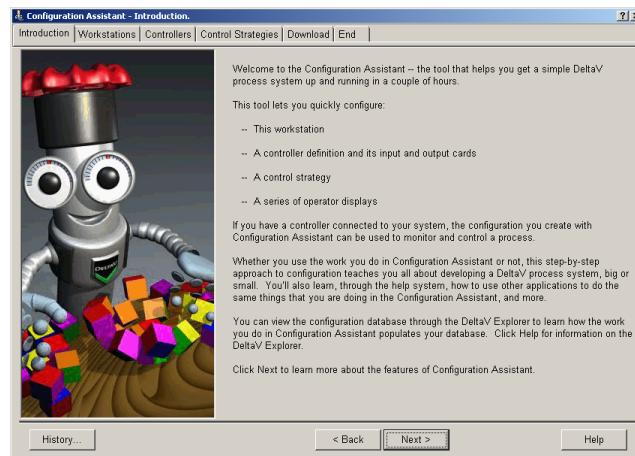 Configuration Assistant - Introduction.
Introduction Workstations Controllers Control Strategies Download End
Welcome to the Configuration Assistant -- the tool that helps you get a simple DeltaV
process system up and running in a couple of hours.
This tool lets you quickly configure:
-- This workstation
-- A controller definition and its input and output cards
-- A control strategy
-- A series of operator displays
If you have a controller connected to your system, the configuration you create with
Configuration Assistant can be used to monitor and control a process.
Whether you use the work you do in Configuration Assistant or not, this step-by-step
approach to configuration teaches you all about developing a DeltaV process system, big or
small. You'll also learn, through the help system, how to use other applications to do the
same things that you are doing in the Configuration Assistant, and more.
You can view the configuration database through the DeltaV Explorer to learn how the work
you do in Configuration Assistant populates your database. Click Help for information on the
DeltaV Explorer.
Click Next to learn more about the features of Configuration Assistant.
DeltaV
History... < Back Next > Help